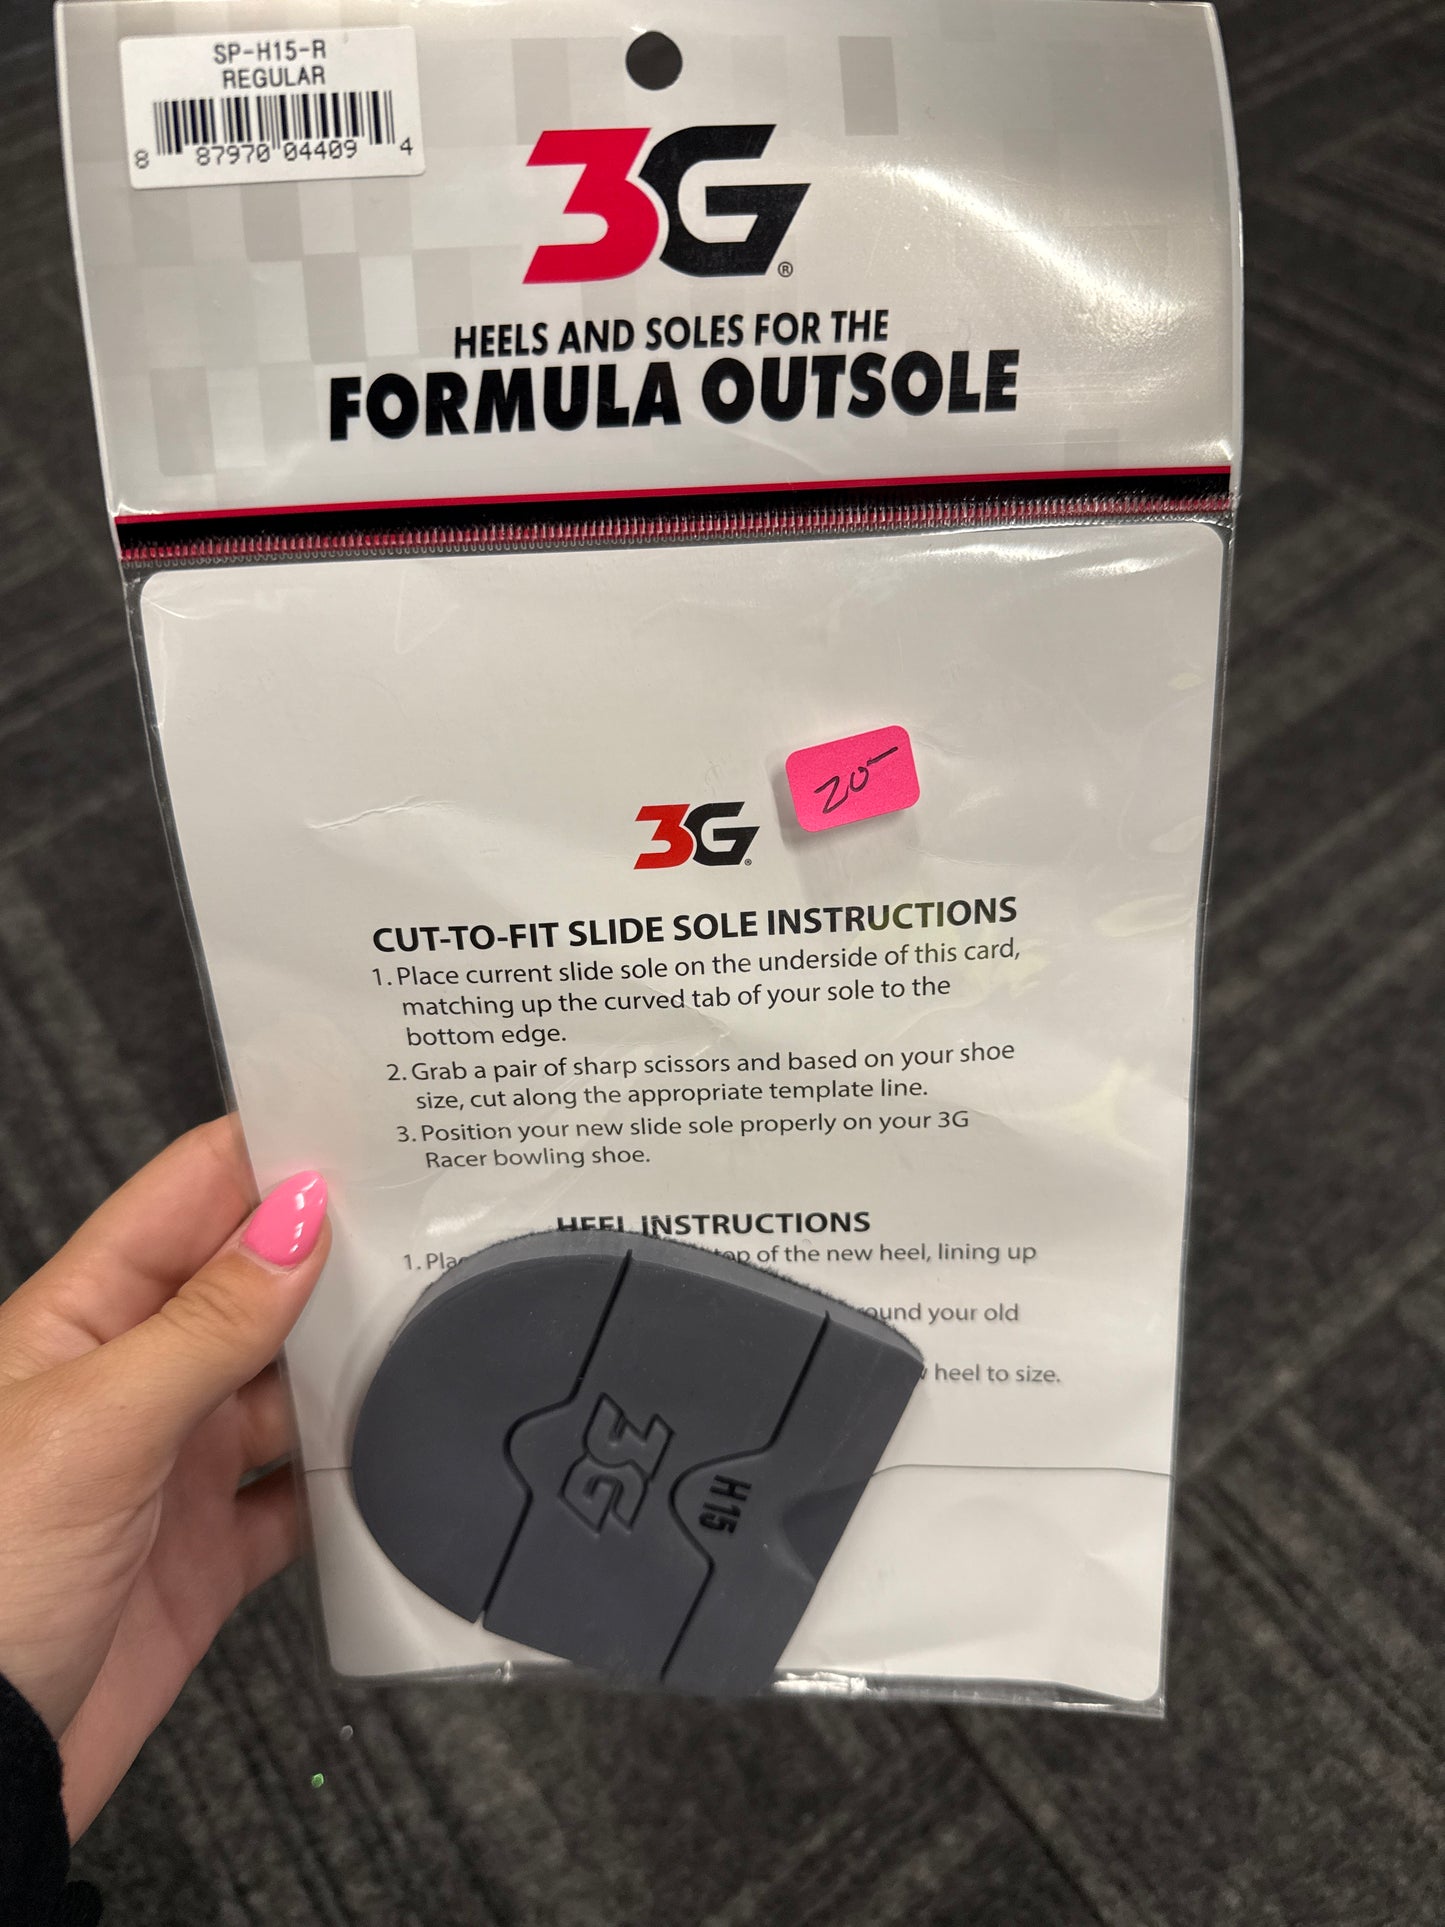 SP-H15-R
REGULAR
8 87970 04409 4
3G®
HEELS AND SOLES FOR THE
FORMULA OUTSOLE
20-
3G®
CUT-TO-FIT SLIDE SOLE INSTRUCTIONS
1. Place current slide sole on the underside of this card,
matching up the curved tab of your sole to the
bottom edge.
2. Grab a pair of sharp scissors and based on your shoe
size, cut along the appropriate template line.
3. Position your new slide sole properly on your 3G
Racer bowling shoe.
HEEL INSTRUCTIONS
1. of the new heel, lining up
your old
heel to size.
3G
H15